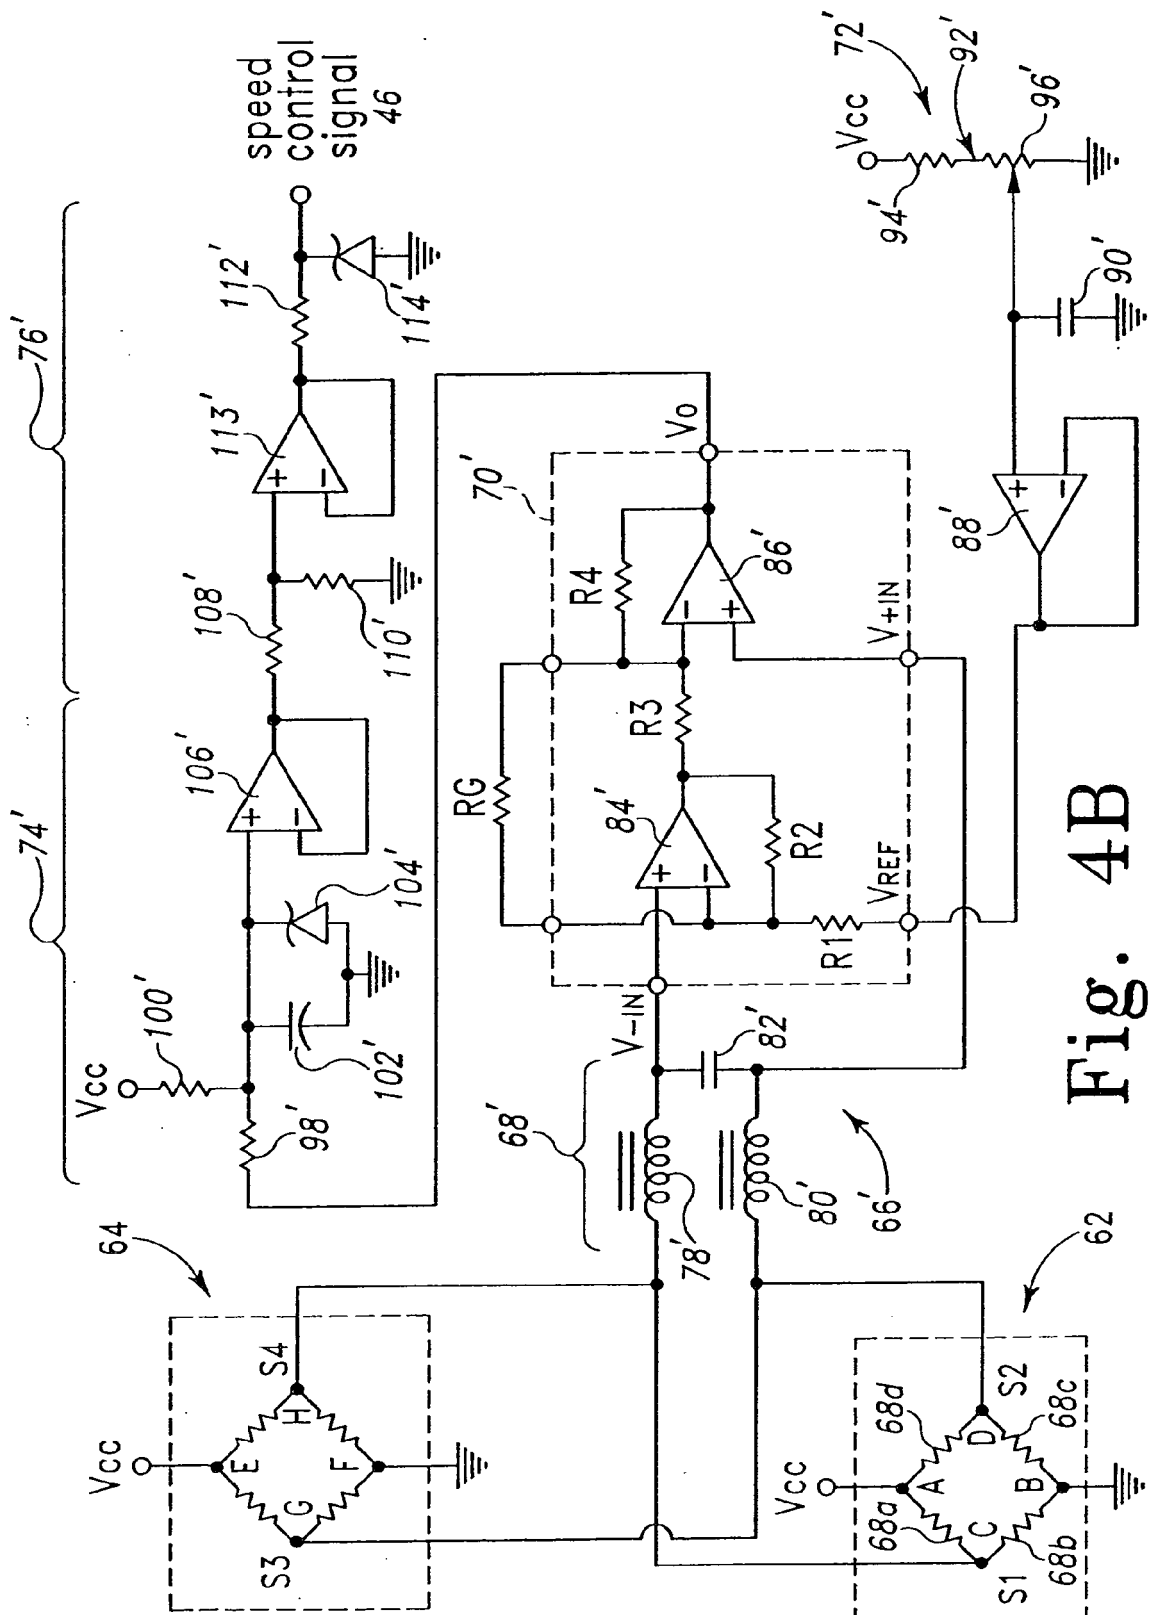 74'
76'
Vcc
100'
98'
102'
104'
106'
108'
110'
113'
112'
114'
speed
control
signal
46
64
Vcc
E
S3
G
H
S4
F
68'
78'
80'
82'
66'
V-IN
RG
70'
84'
R3
R4
86'
R2
R1
VREF
V+IN
Vo
62
Vcc
68a
68d
A
S1
C
D
S2
B
68b
68c
88'
90'
72'
Vcc
94'
92'
96'
+
−
+
−
+
−
+
−
+
−
Fig. 4B